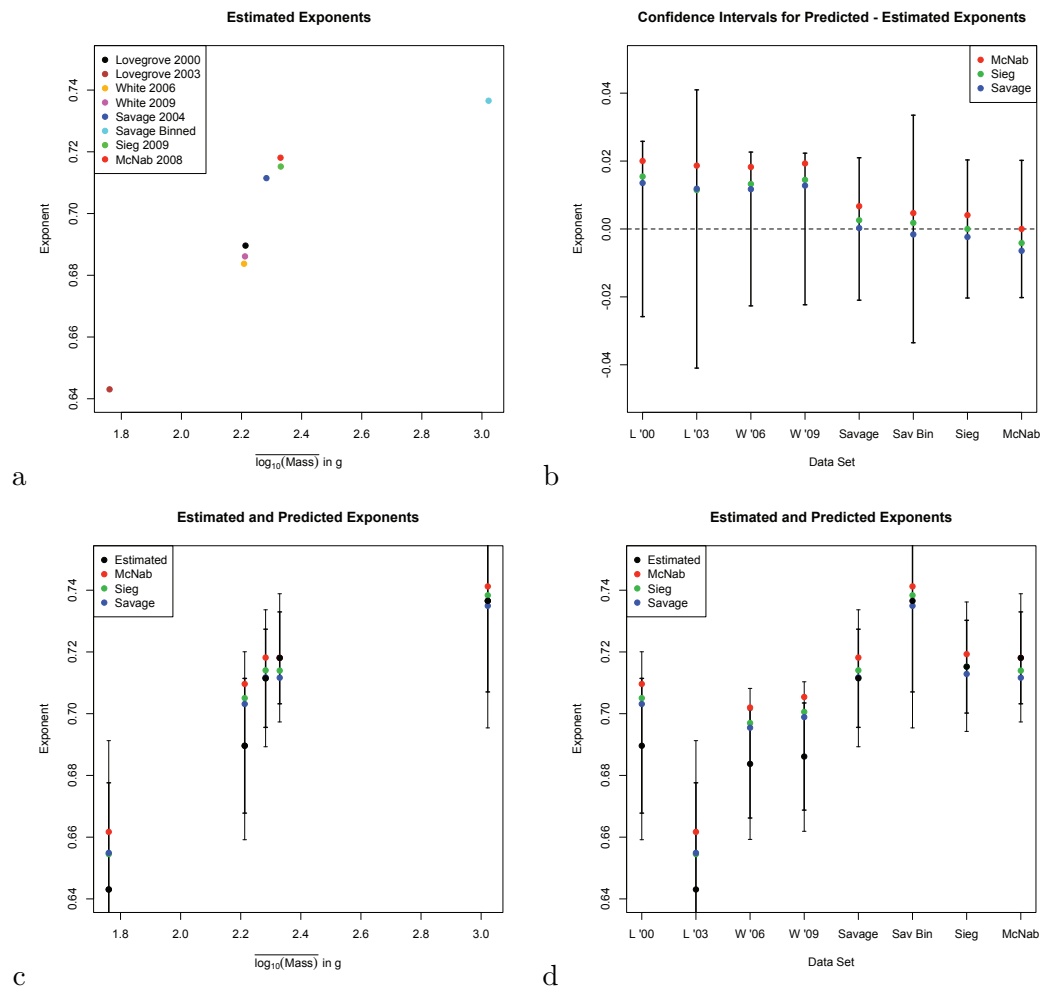 Estimated Exponents
Lovegrove 2000
Lovegrove 2003
White 2006
White 2009
Savage 2004
Savage Binned
Sieg 2009
McNab 2008
Exponent
0.74
0.72
0.70
0.68
0.66
0.64
1.8 2.0 2.2 2.4 2.6 2.8 3.0
log10(Mass) in g
a
Confidence Intervals for Predicted - Estimated Exponents
McNab
Sieg
Savage
Exponent
0.04
0.02
0.00
-0.02
-0.04
L '00 L '03 W '06 W '09 Savage Sav Bin Sieg McNab
Data Set
b
Estimated and Predicted Exponents
Estimated
McNab
Sieg
Savage
Exponent
0.74
0.72
0.70
0.68
0.66
0.64
1.8 2.0 2.2 2.4 2.6 2.8 3.0
log10(Mass) in g
c
Estimated and Predicted Exponents
Estimated
McNab
Sieg
Savage
Exponent
0.74
0.72
0.70
0.68
0.66
0.64
L '00 L '03 W '06 W '09 Savage Sav Bin Sieg McNab
Data Set
d